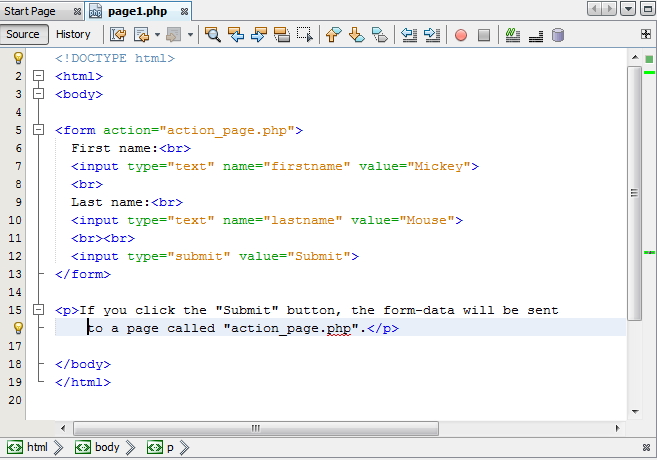 Start Page
page1.php
Source
History
<!DOCTYPE html>
2 <html>
3 <body>
4
5 <form action="action_page.php">
6 First name:<br>
7 <input type="text" name="firstname" value="Mickey">
8 <br>
9 Last name:<br>
10 <input type="text" name="lastname" value="Mouse">
11 <br><br>
12 <input type="submit" value="Submit">
13 </form>
14
15 <p>If you click the "Submit" button, the form-data will be sent
to a page called "action_page.php".</p>
17
18 </body>
19 </html>
20
html
body
p